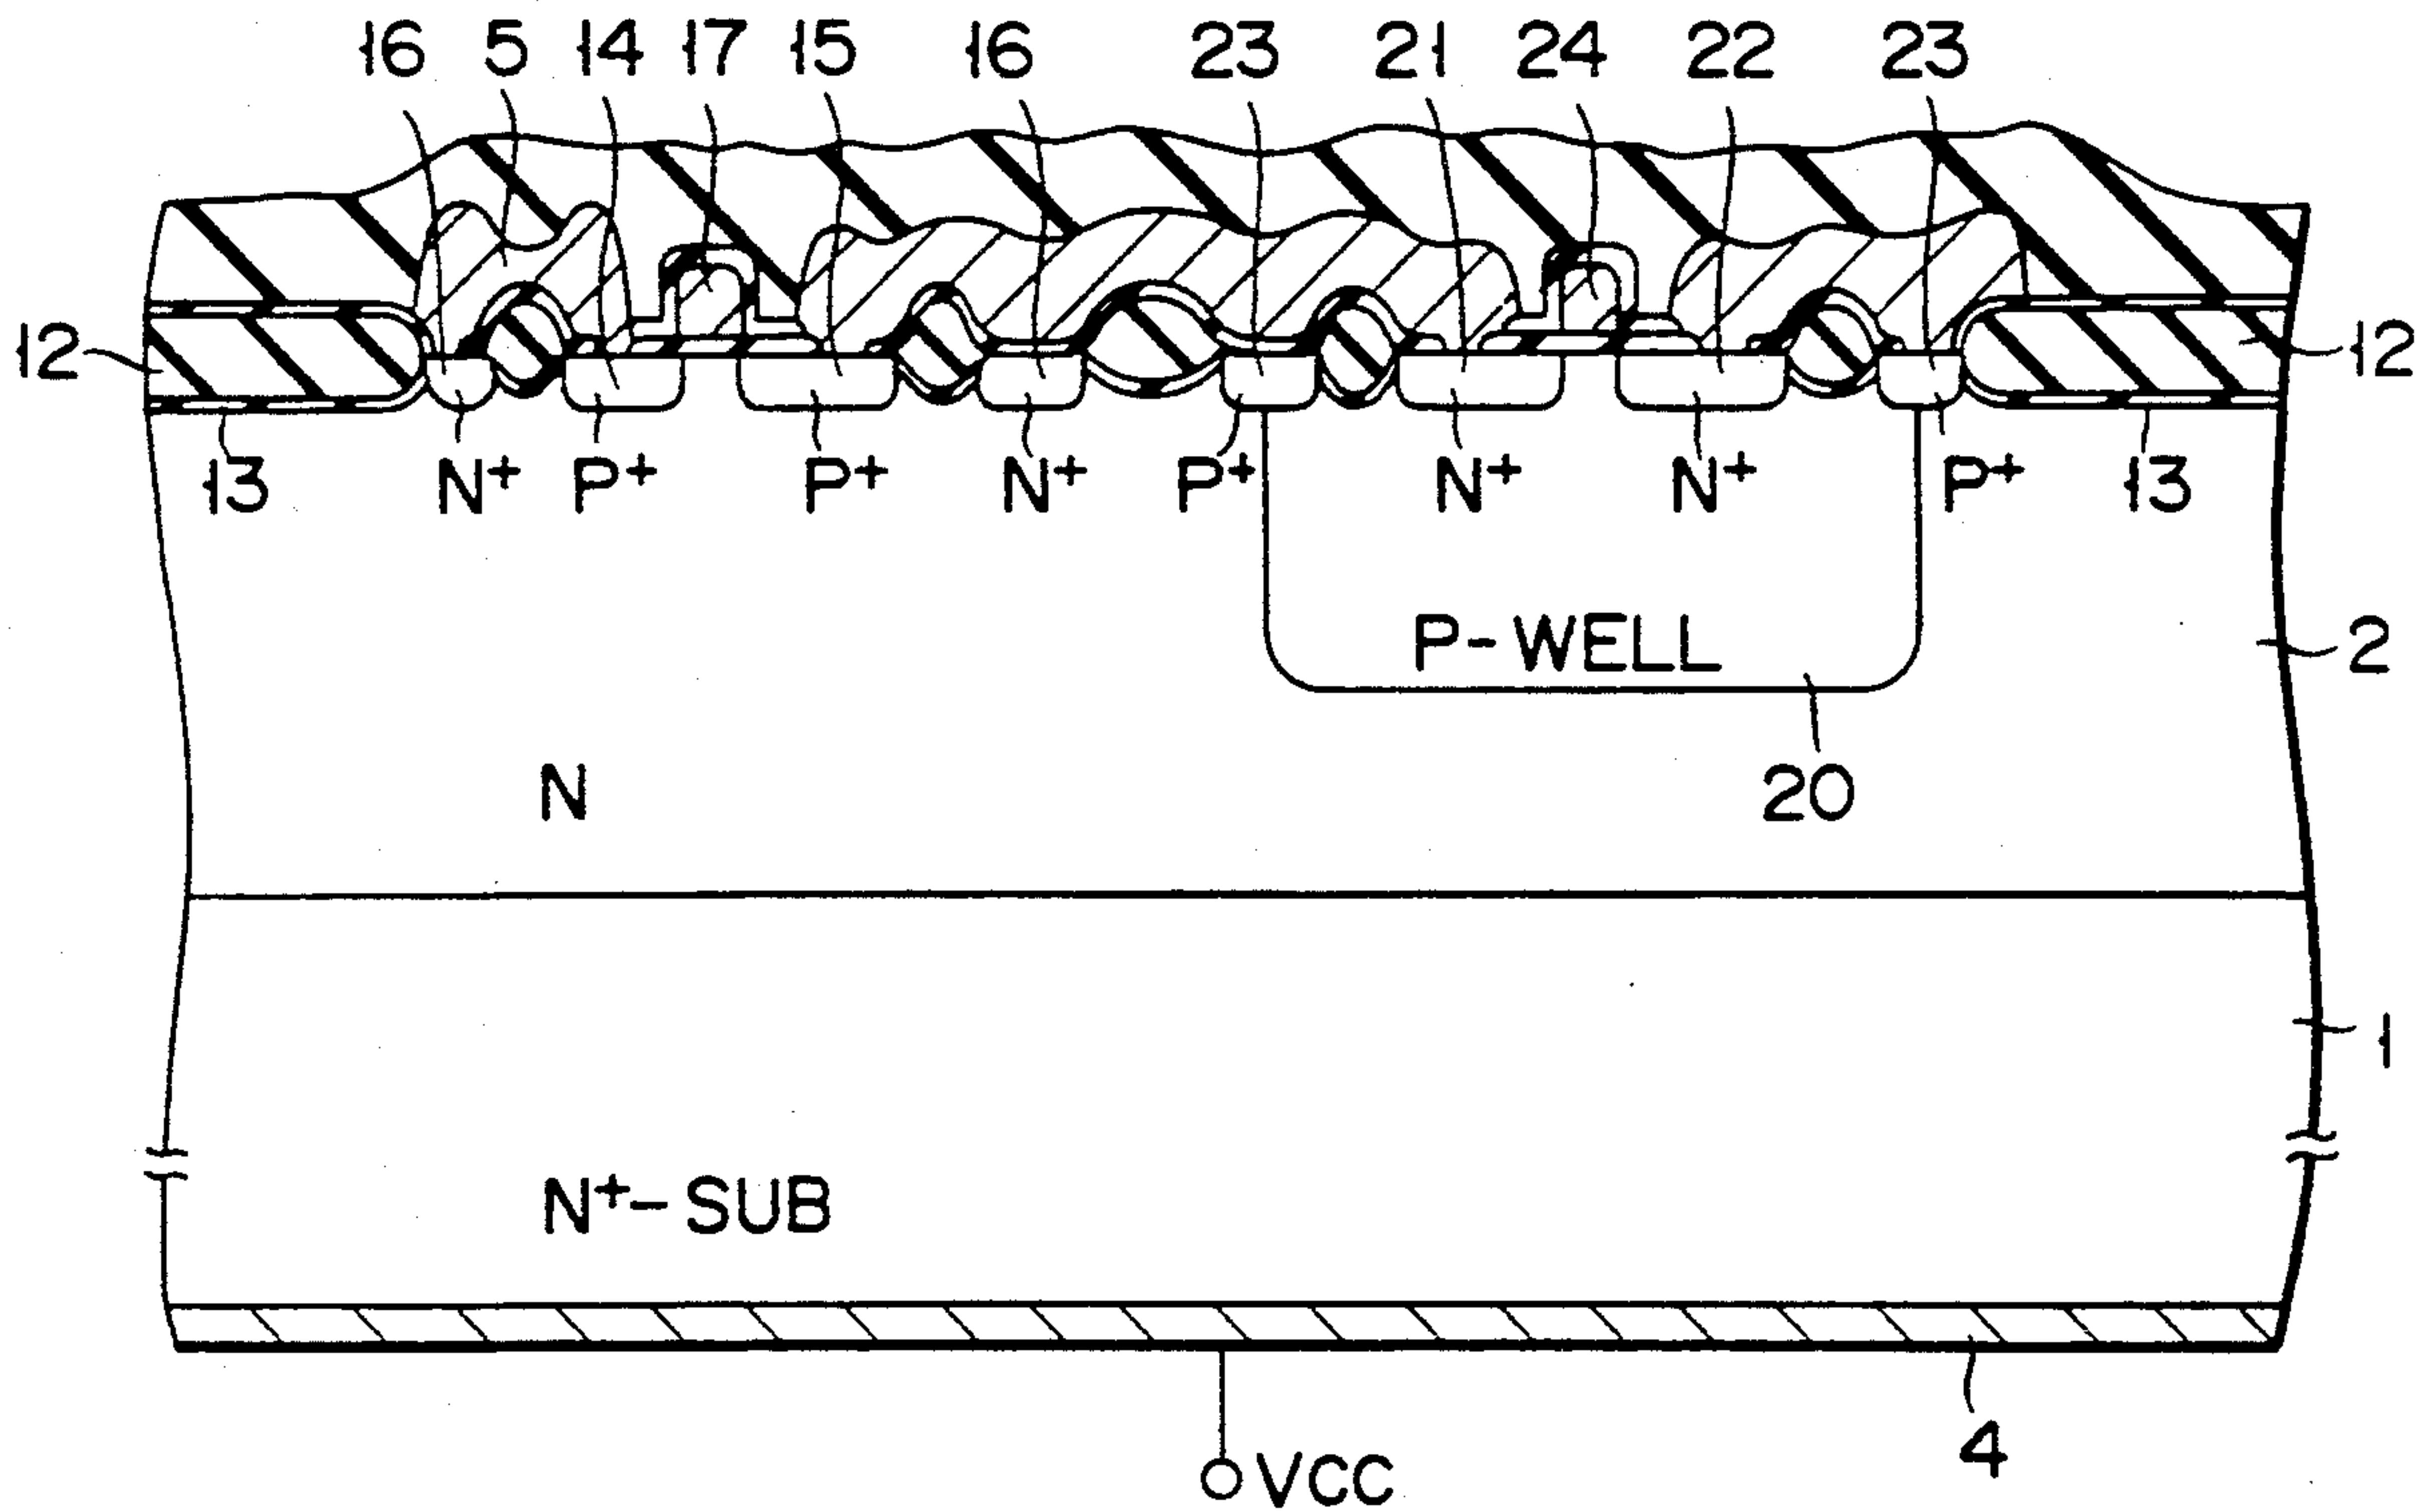 16 5 14 17 15 16 23 21 24 22 23
12 12
13 N+ P+ P+ N+ P+ N+ N+ P+ 13
P-WELL 2
N 20
1
N+-SUB
4
VCC